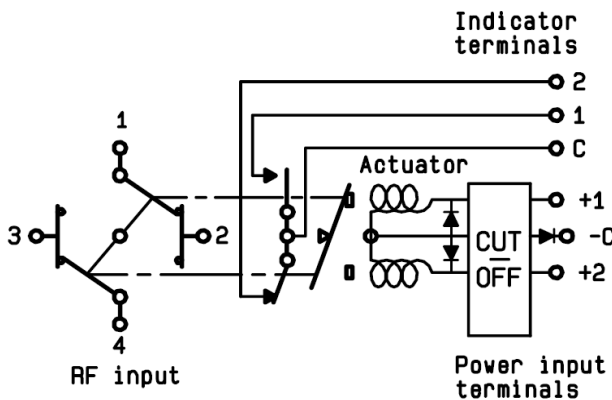 Indicator
terminals
2
1
1
C
Actuator
+1
3
2
CUT
-C
OFF
+2
4
RF input
Power input
terminals